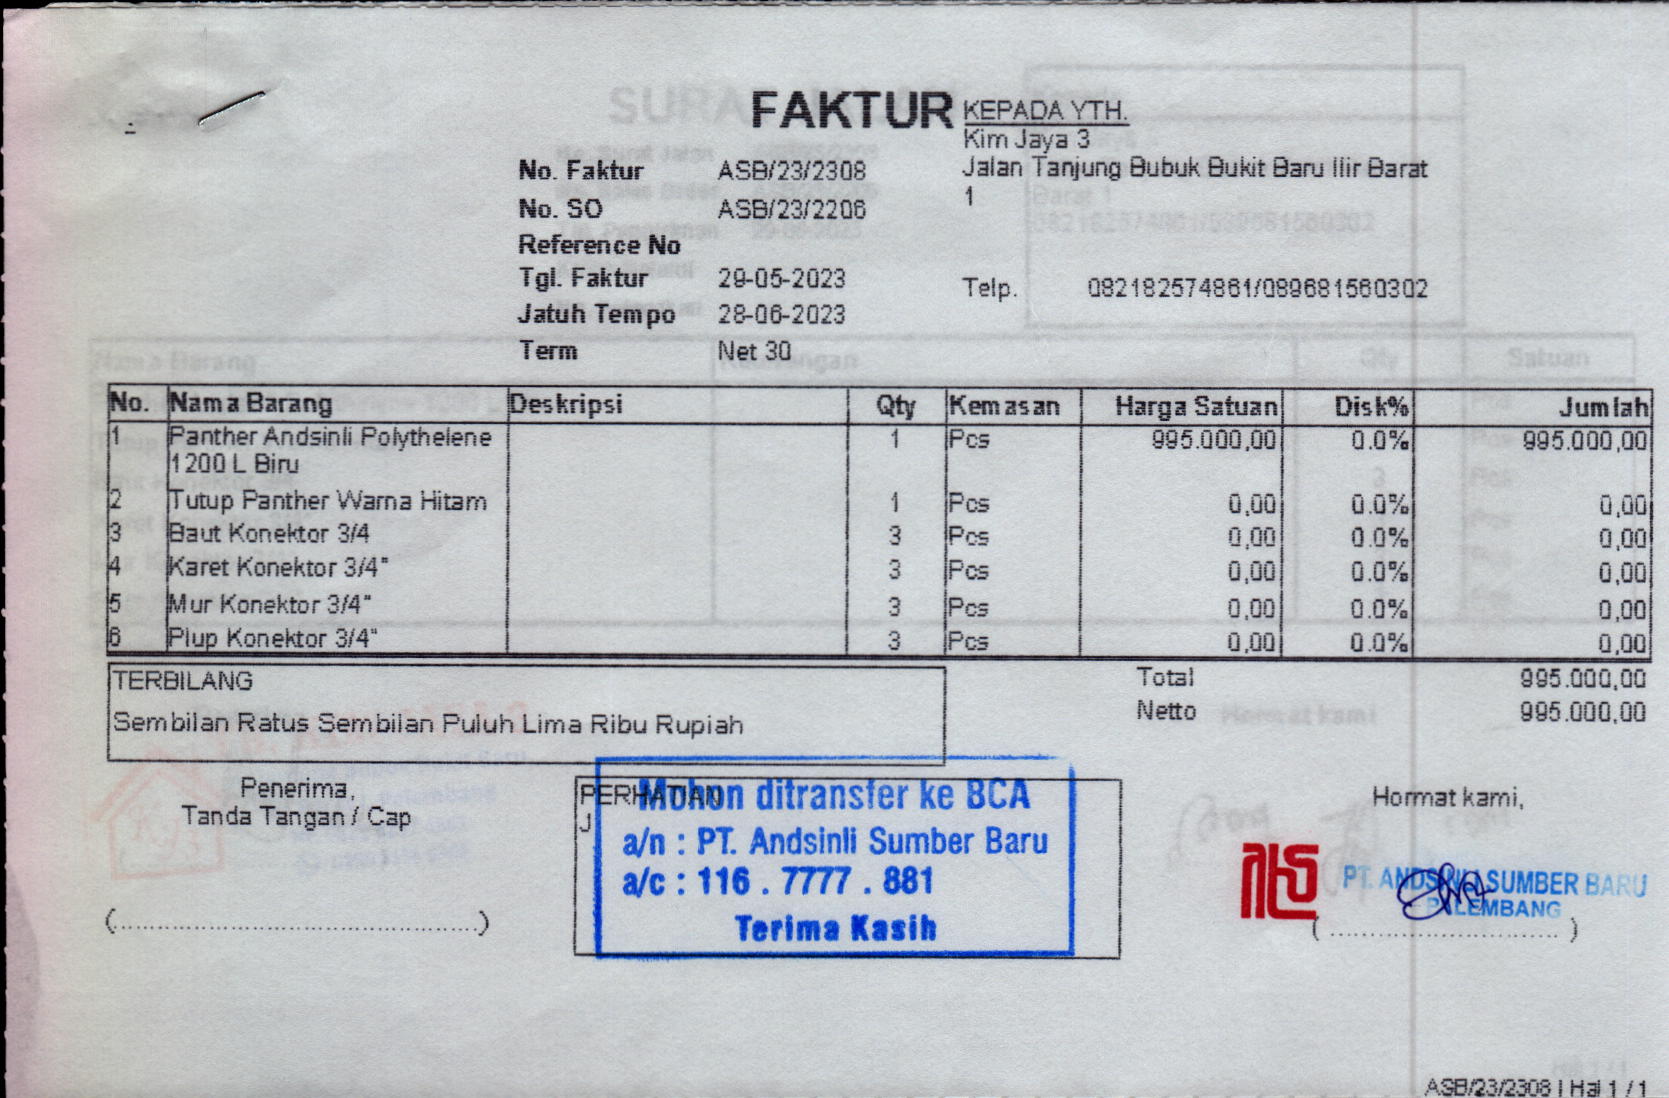 FAKTUR
KEPADA YTH.
Kim Jaya 3
Jalan Tanjung Bubuk Bukit Baru Ilir Barat
1
Telp. 082182574861/089681560302
No. Faktur ASB/23/2308
No. SO ASB/23/2206
Reference No
Tgl. Faktur 29-05-2023
Jatuh Tempo 28-06-2023
Term Net 30
No. Nama Barang Deskripsi Qty Kemasan Harga Satuan Disk% Jumlah
1 Panther Andsinli Polythelene 1 Pcs 995.000,00 0.0% 995.000,00
1200 L Biru
2 Tutup Panther Warna Hitam 1 Pcs 0,00 0.0% 0,00
3 Baut Konektor 3/4 3 Pcs 0,00 0.0% 0,00
4 Karet Konektor 3/4" 3 Pcs 0,00 0.0% 0,00
5 Mur Konektor 3/4" 3 Pcs 0,00 0.0% 0,00
6 Plup Konektor 3/4" 3 Pcs 0,00 0.0% 0,00
TERBILANG
Sembilan Ratus Sembilan Puluh Lima Ribu Rupiah
Total 995.000,00
Netto 995.000,00
Penerima,
Tanda Tangan / Cap
(..............................................)
PERHATIAN
J
Mohon ditransfer ke BCA
a/n : PT. Andsinli Sumber Baru
a/c : 116 . 7777 . 881
Terima Kasih
Hormat kami,
PT. ANDSINLI SUMBER BARU
PALEMBANG
( ............................. )
ASB/23/2308 | Hal 1 / 1